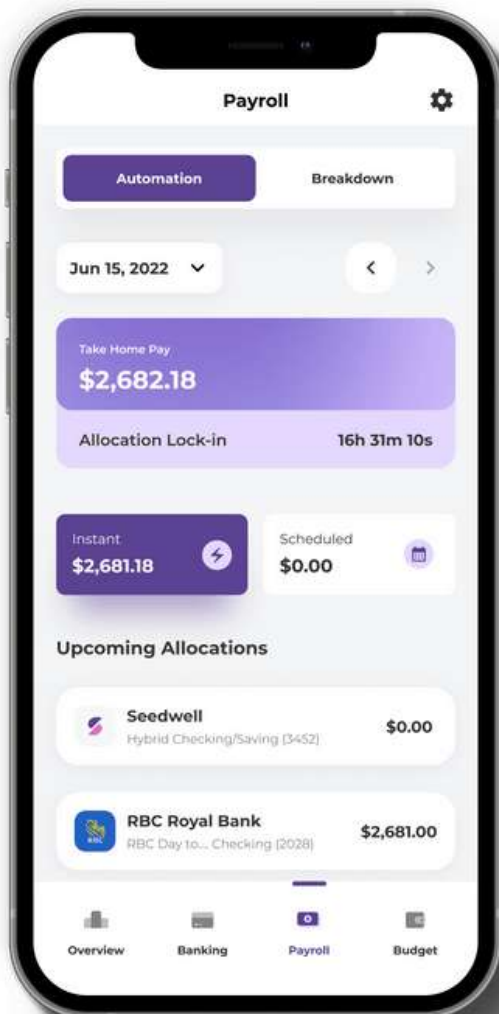 Payroll
Automation Breakdown
Jun 15, 2022
Take Home Pay
$2,682.18
Allocation Lock-in 16h 31m 10s
Instant Scheduled
$2,681.18 $0.00
Upcoming Allocations
Seedwell
Hybrid Checking/Saving (3452) $0.00
RBC
RBC Royal Bank
RBC Day to... Checking (2028) $2,681.00
Overview Banking Payroll Budget